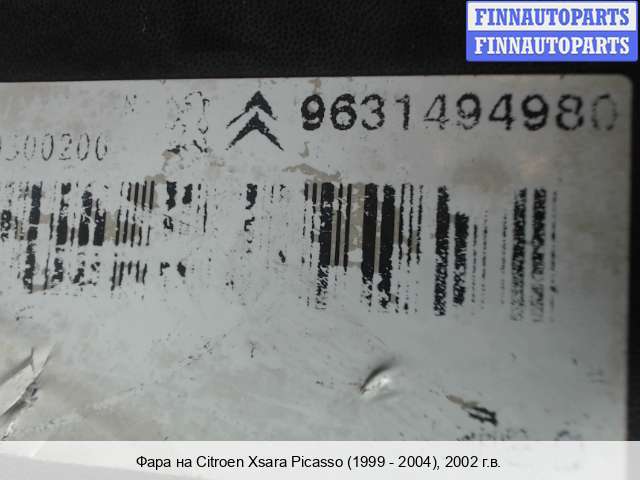 FINNAUTOPARTS
FINNAUTOPARTS
9631494980
Фара на Citroen Xsara Picasso (1999 - 2004), 2002 г.в.